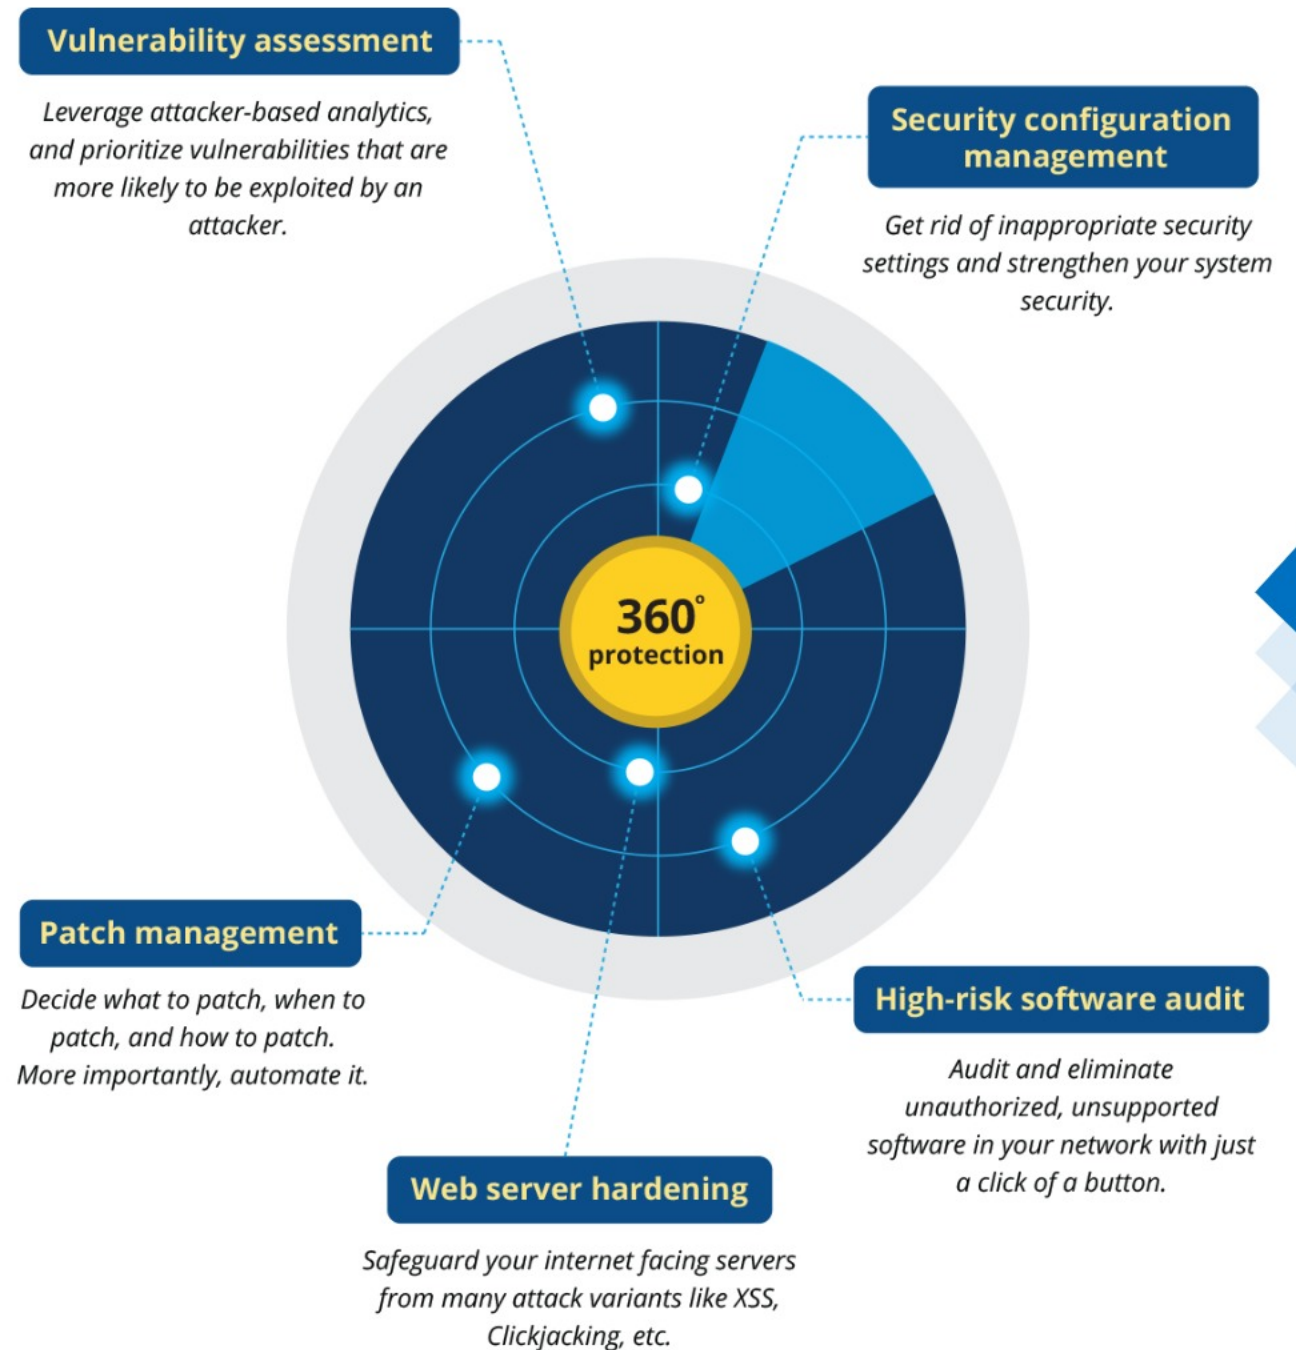 Vulnerability assessment
Leverage attacker-based analytics,
and prioritize vulnerabilities that are
more likely to be exploited by an
attacker.
Security configuration
management
Get rid of inappropriate security
settings and strengthen your system
security.
360°
protection
Patch management
Decide what to patch, when to
patch, and how to patch.
More importantly, automate it.
High-risk software audit
Audit and eliminate
unauthorized, unsupported
software in your network with just
a click of a button.
Web server hardening
Safeguard your internet facing servers
from many attack variants like XSS,
Clickjacking, etc.